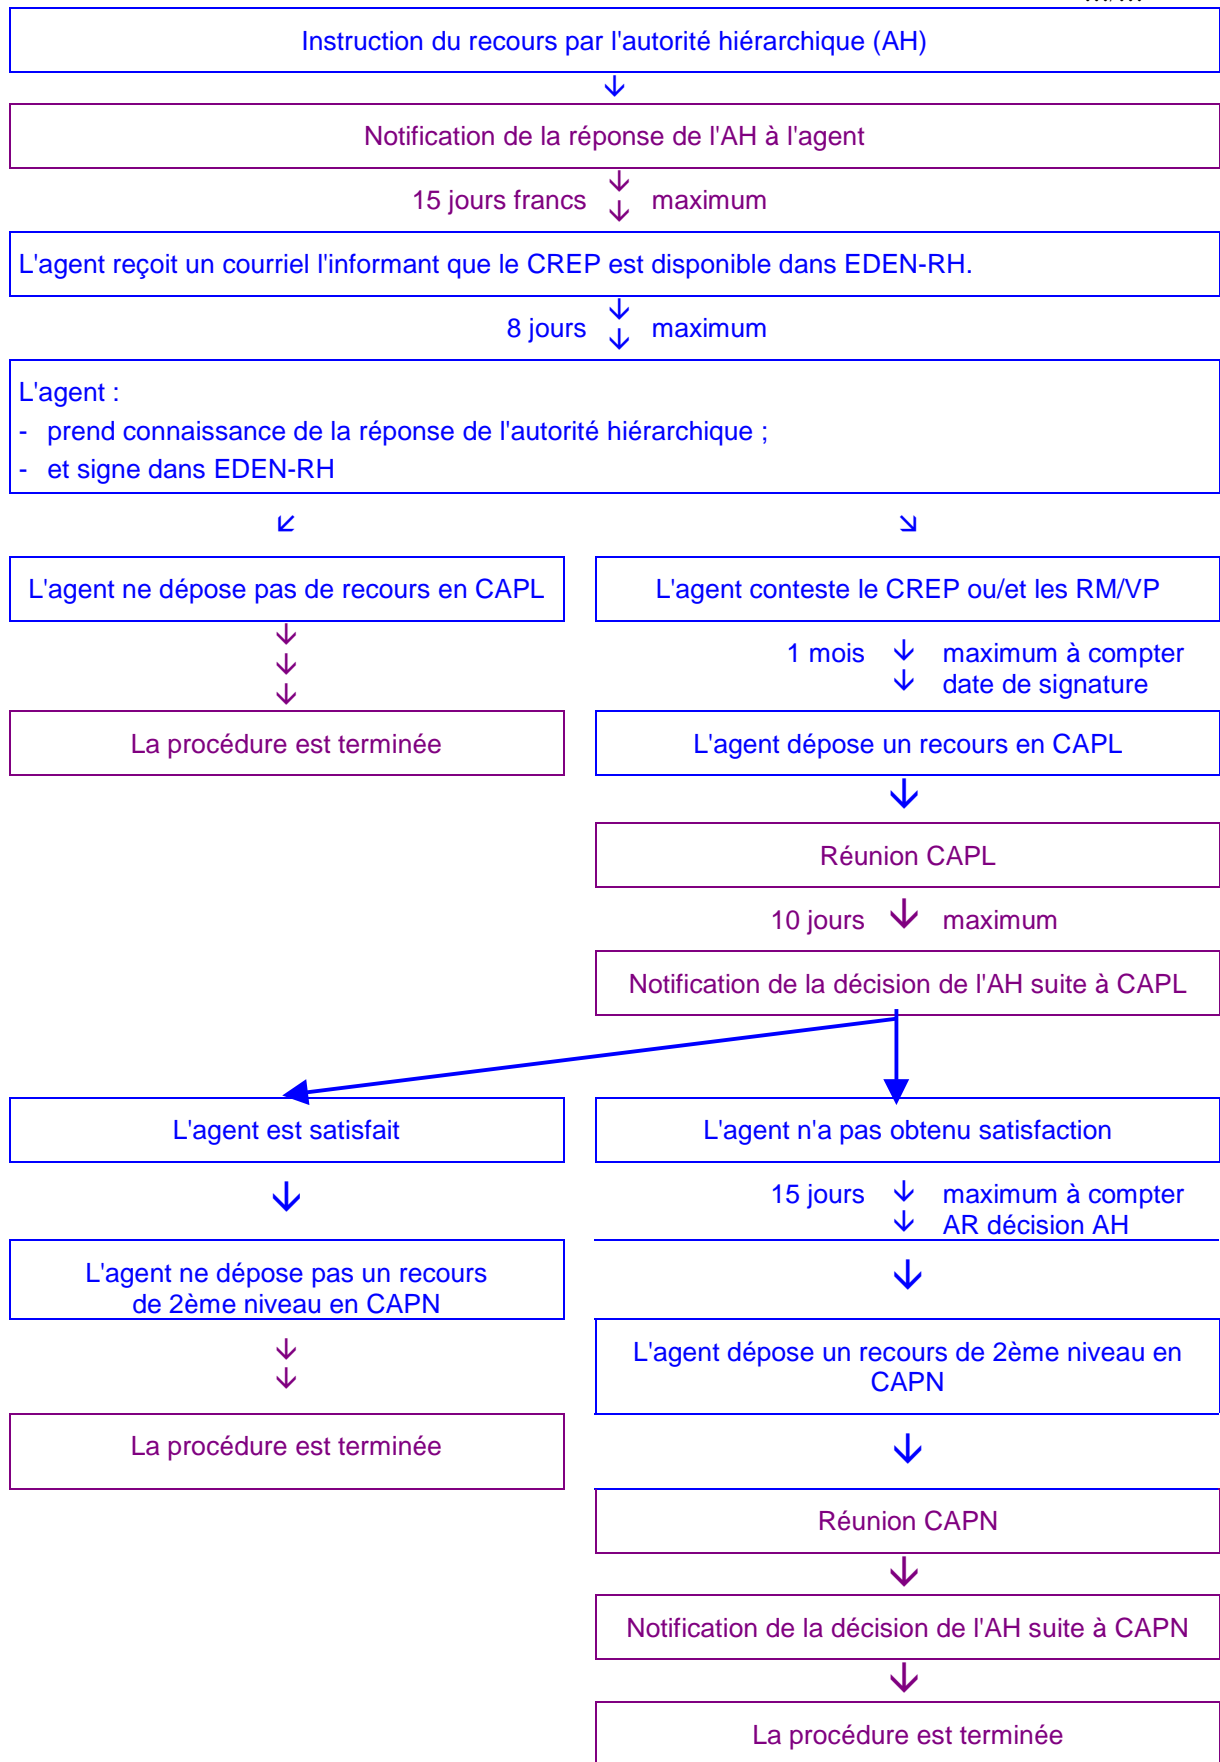 Instruction du recours par l'autorité hiérarchique (AH)
Notification de la réponse de l'AH à l'agent
15 jours francs maximum
L'agent reçoit un courriel l'informant que le CREP est disponible dans EDEN-RH.
8 jours maximum
L'agent :
- prend connaissance de la réponse de l'autorité hiérarchique ;
- et signe dans EDEN-RH
L'agent ne dépose pas de recours en CAPL
L'agent conteste le CREP ou/et les RM/VP
1 mois maximum à compter
date de signature
La procédure est terminée
L'agent dépose un recours en CAPL
Réunion CAPL
10 jours maximum
Notification de la décision de l'AH suite à CAPL
L'agent est satisfait
L'agent n'a pas obtenu satisfaction
15 jours maximum à compter
AR décision AH
L'agent ne dépose pas un recours
de 2ème niveau en CAPN
L'agent dépose un recours de 2ème niveau en
CAPN
La procédure est terminée
Réunion CAPN
Notification de la décision de l'AH suite à CAPN
La procédure est terminée